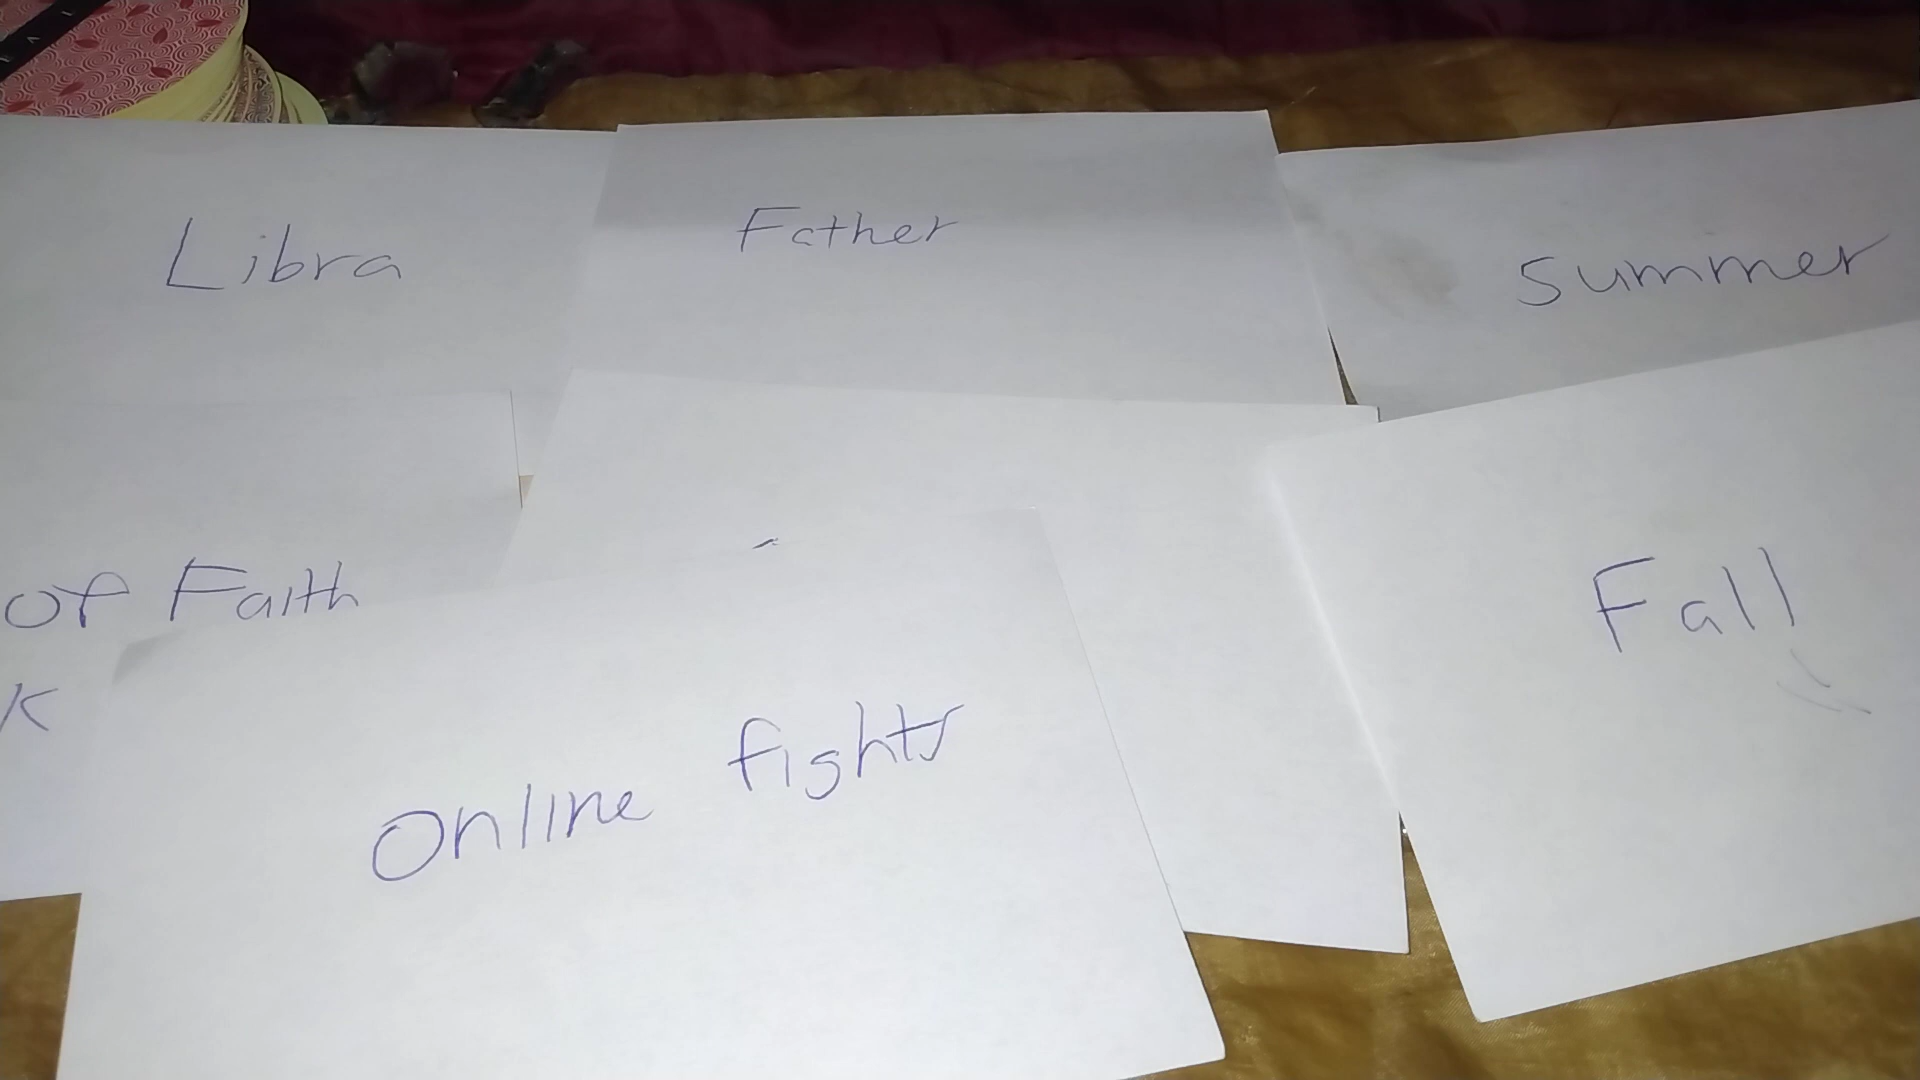 Libra
Father
Summer
of Faith
K
Fall
Online fights